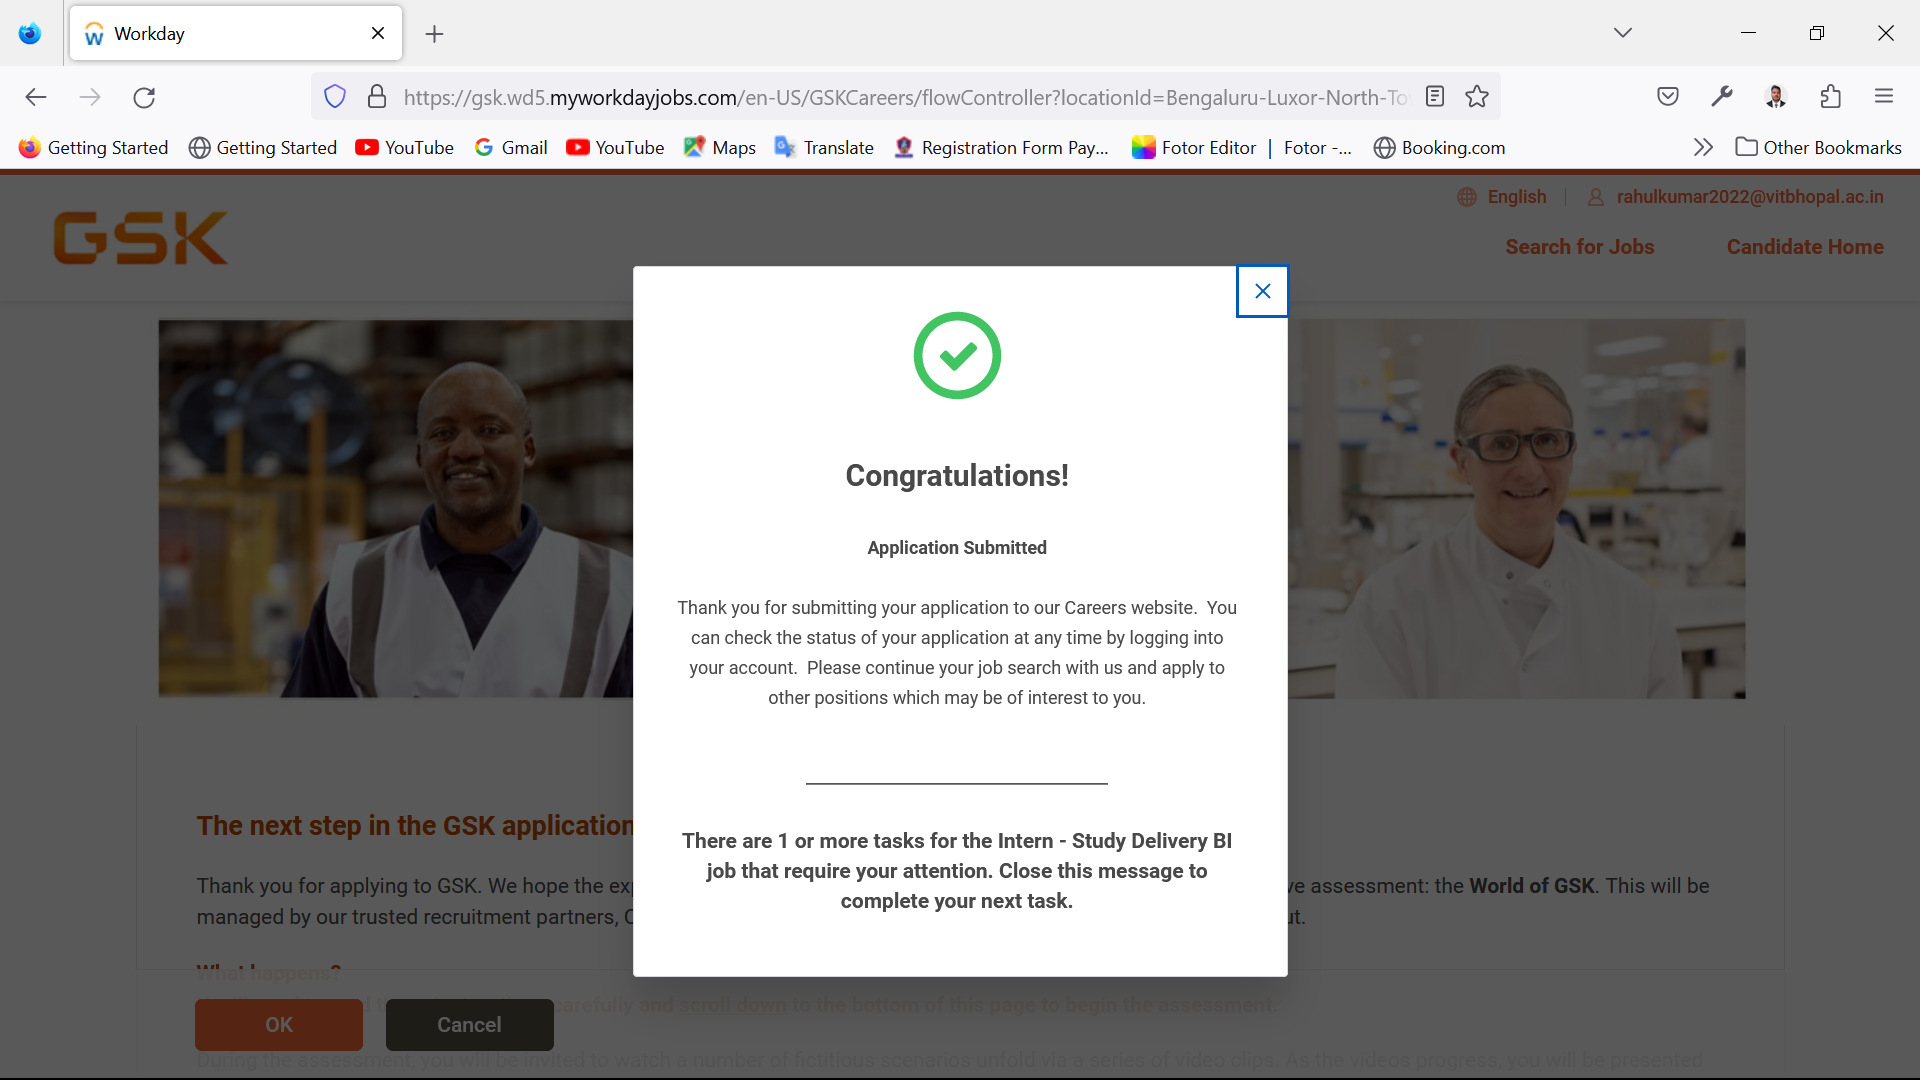 Workday
https://gsk.wd5.myworkdayjobs.com/en-US/GSKCareers/flowController?locationId=Bengaluru-Luxor-North-To
Getting Started Getting Started YouTube Gmail YouTube Maps Translate Registration Form Pay... Fotor Editor | Fotor -... Booking.com Other Bookmarks
English rahulkumar2022@vitbhopal.ac.in
GSK
Search for Jobs Candidate Home
Congratulations!
Application Submitted
Thank you for submitting your application to our Careers website. You
can check the status of your application at any time by logging into
your account. Please continue your job search with us and apply to
other positions which may be of interest to you.
There are 1 or more tasks for the Intern - Study Delivery BI
job that require your attention. Close this message to
complete your next task.
The next step in the GSK application
Thank you for applying to GSK. We hope the ve assessment: the World of GSK. This will be
managed by our trusted recruitment partners,
What happens?
carefully and scroll down to the bottom of this page to begin the assessment.
OK Cancel
During the assessment, you will be invited to watch a number of fictitious scenarios unfold via a series of video clips. As the videos progress, you will be presented